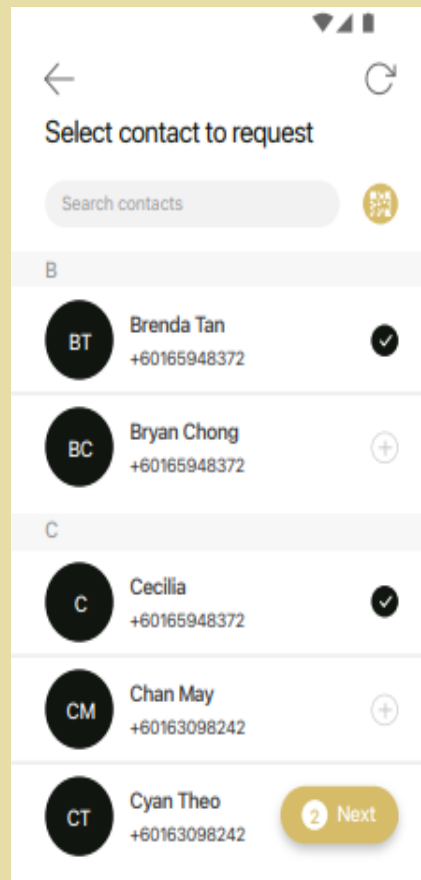 Select contact to request
Search contacts
B
BT
Brenda Tan
+60165948372
BC
Bryan Chong
+60165948372
C
C
Cecilia
+60165948372
CM
Chan May
+60163098242
CT
Cyan Theo
+60163098242
2 Next